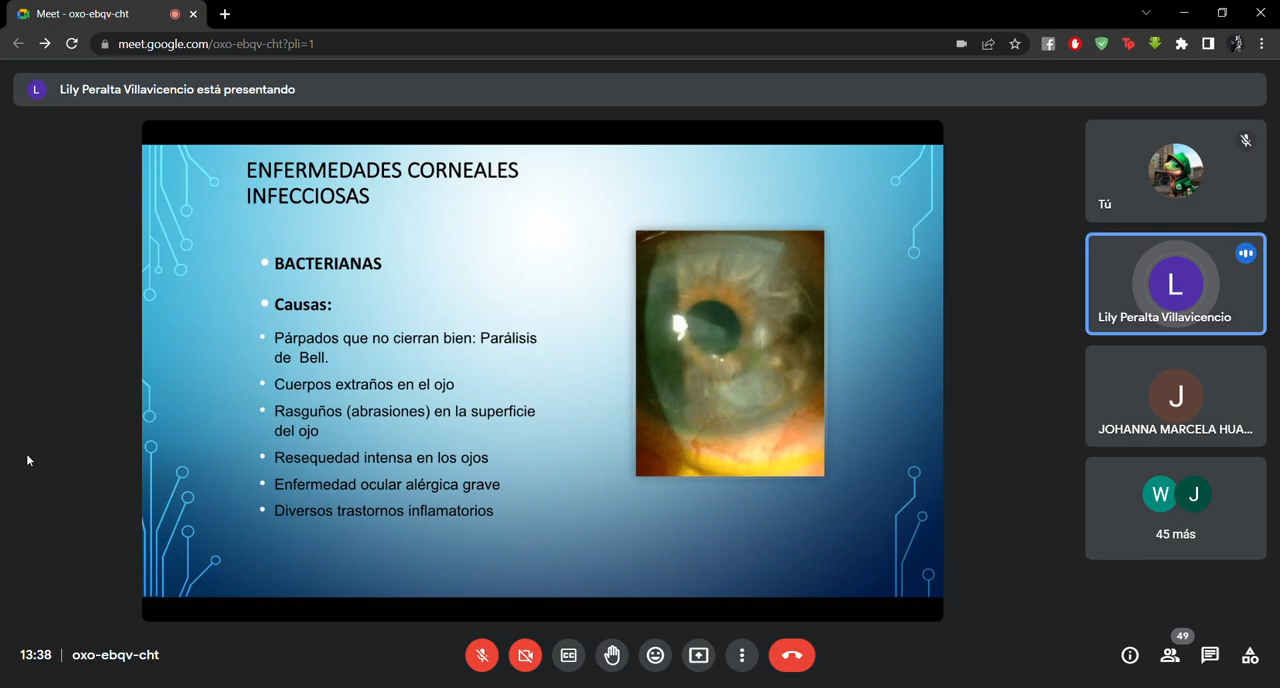 Meet - oxo-ebqv-cht
meet.google.com/oxo-ebqv-cht?pli=1
L
Lily Peralta Villavicencio está presentando
ENFERMEDADES CORNEALES
INFECCIOSAS
• BACTERIANAS
• Causas:
• Párpados que no cierran bien: Parálisis
de Bell.
• Cuerpos extraños en el ojo
• Rasguños (abrasiones) en la superficie
del ojo
• Resequedad intensa en los ojos
• Enfermedad ocular alérgica grave
• Diversos trastornos inflamatorios
Tú
L
Lily Peralta Villavicencio
J
JOHANNA MARCELA HUA...
W J
45 más
13:38 | oxo-ebqv-cht
49